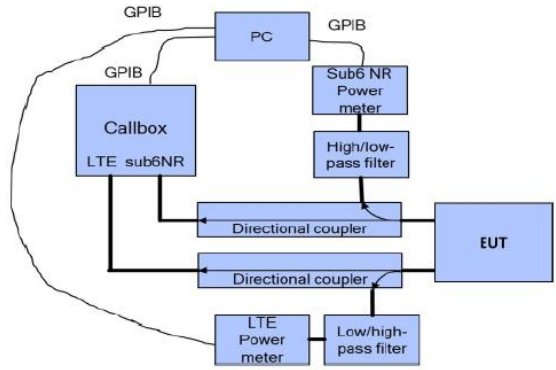 GPIB
PC
GPIB
GPIB
Sub6 NR
Power
meter
Callbox
LTE sub6NR
High/low-
pass filter
Directional coupler
EUT
Directional coupler
LTE
Power
meter
Low/high-
pass filter